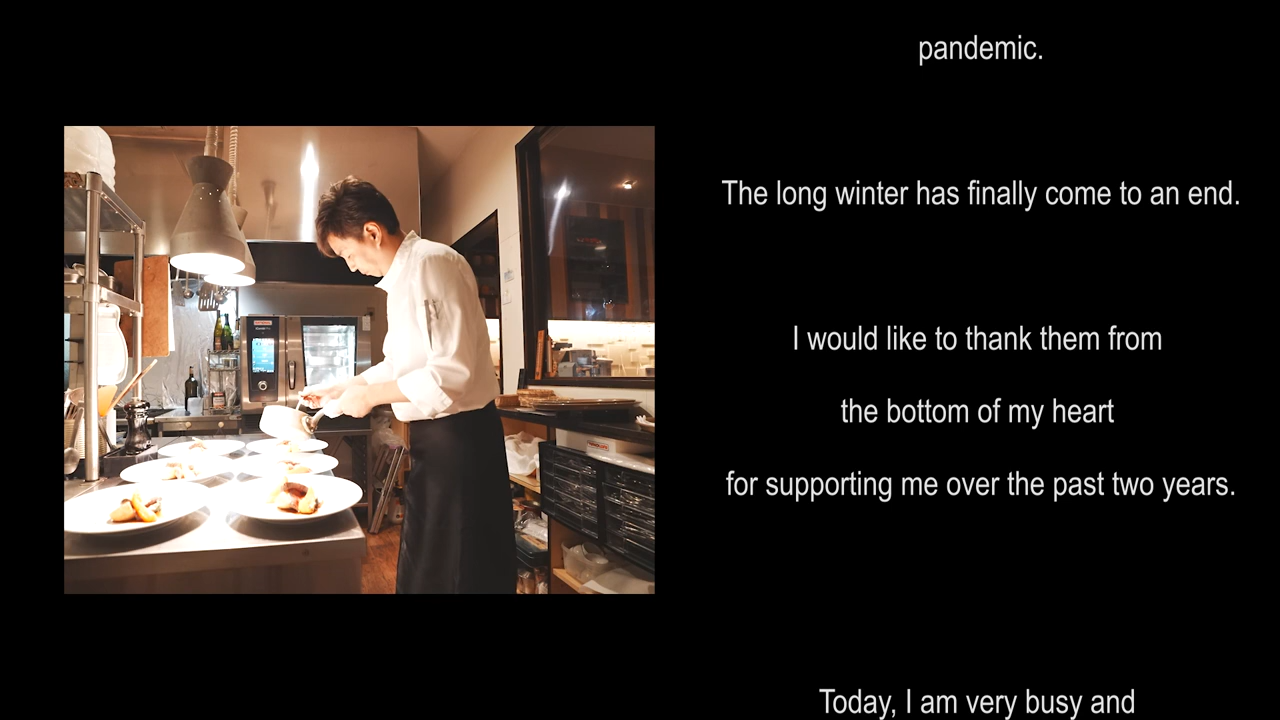 pandemic.
The long winter has finally come to an end.
I would like to thank them from
the bottom of my heart
for supporting me over the past two years.
Today, I am very busy and